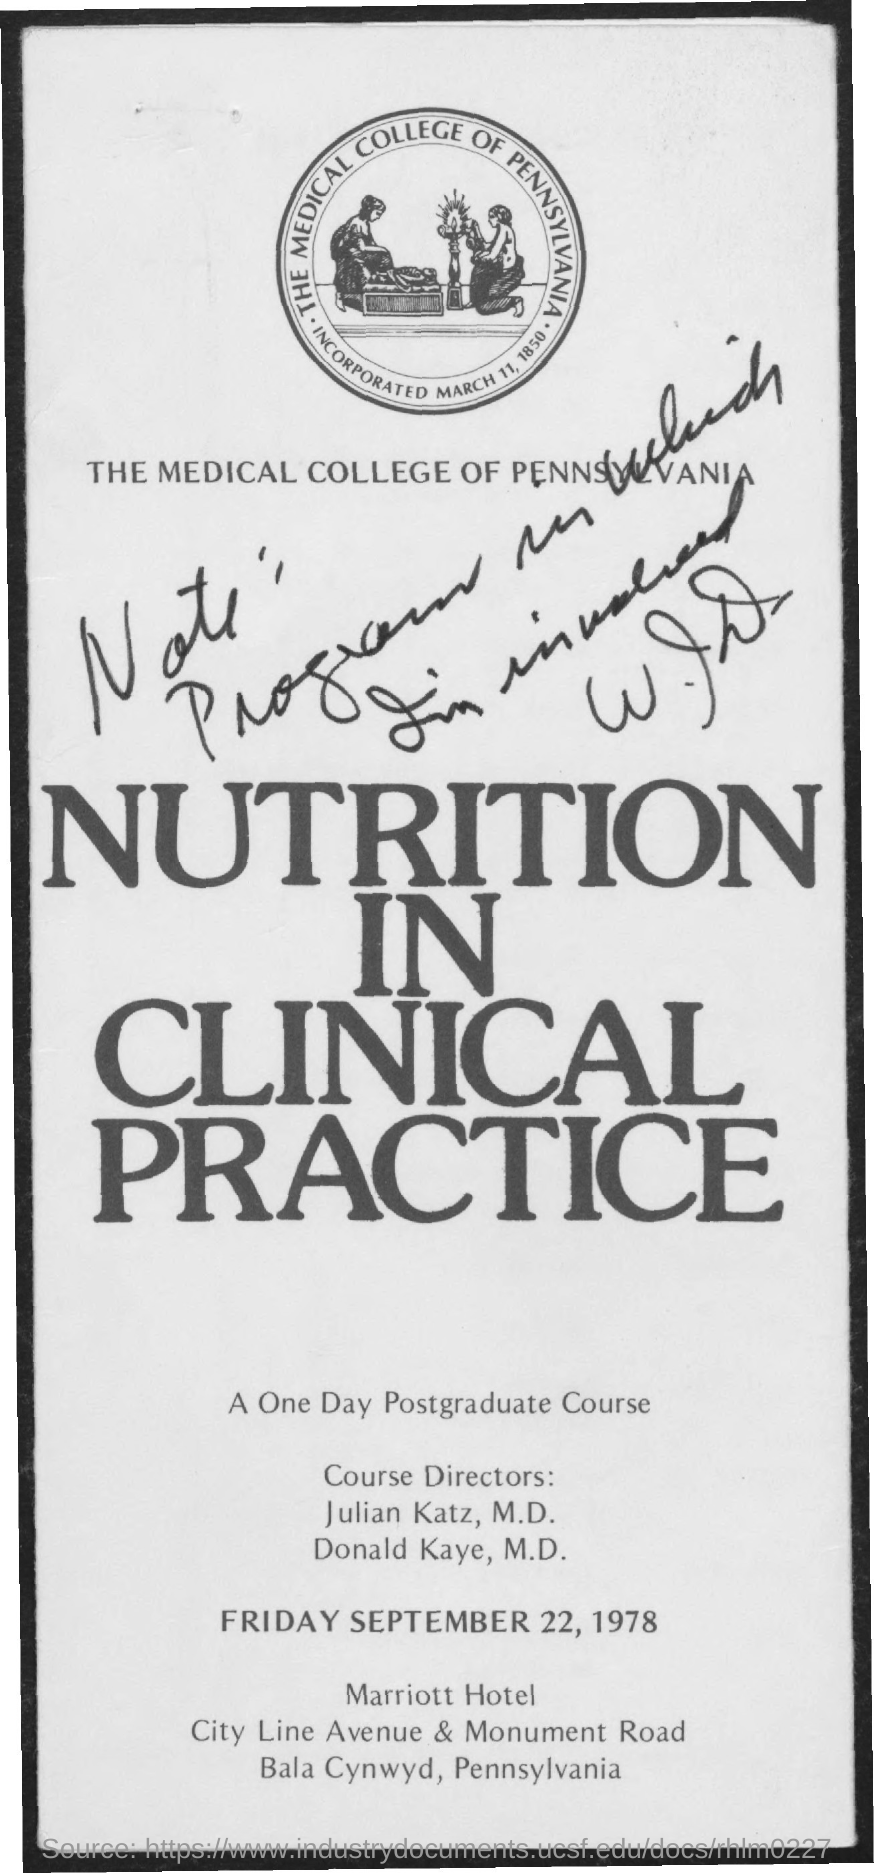 THE MEDICAL COLLEGE OF PENNSYLVANIA
INCORPORATED MARCH 11, 1850
THE MEDICAL COLLEGE OF PENNSYLVANIA
Note:
Program in which
I'm involved
W.J.D.
NUTRITION
IN
CLINICAL
PRACTICE
A One Day Postgraduate Course
Course Directors:
Julian Katz, M.D.
Donald Kaye, M.D.
FRIDAY SEPTEMBER 22, 1978
Marriott Hotel
City Line Avenue & Monument Road
Bala Cynwyd, Pennsylvania
Source: https://www.industrydocuments.ucsf.edu/docs/rhlm0227